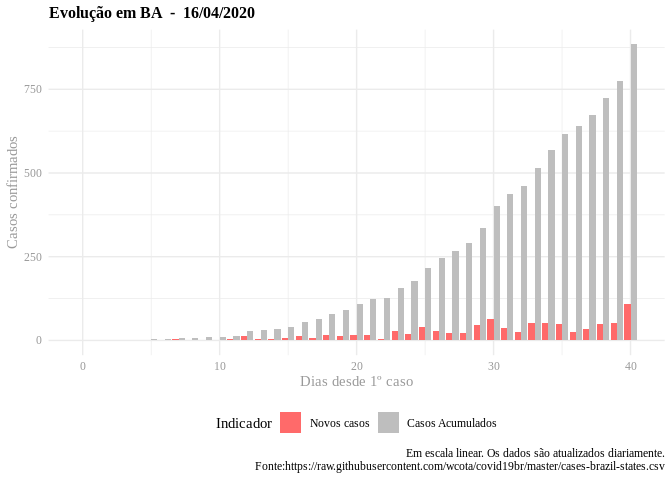 Evolução em BA - 16/04/2020
Casos confirmados
750
500
250
0
0
10
20
30
40
Dias desde 1º caso
Indicador
Novos casos
Casos Acumulados
Em escala linear. Os dados são atualizados diariamente.
Fonte:https://raw.githubusercontent.com/wcota/covid19br/master/cases-brazil-states.csv